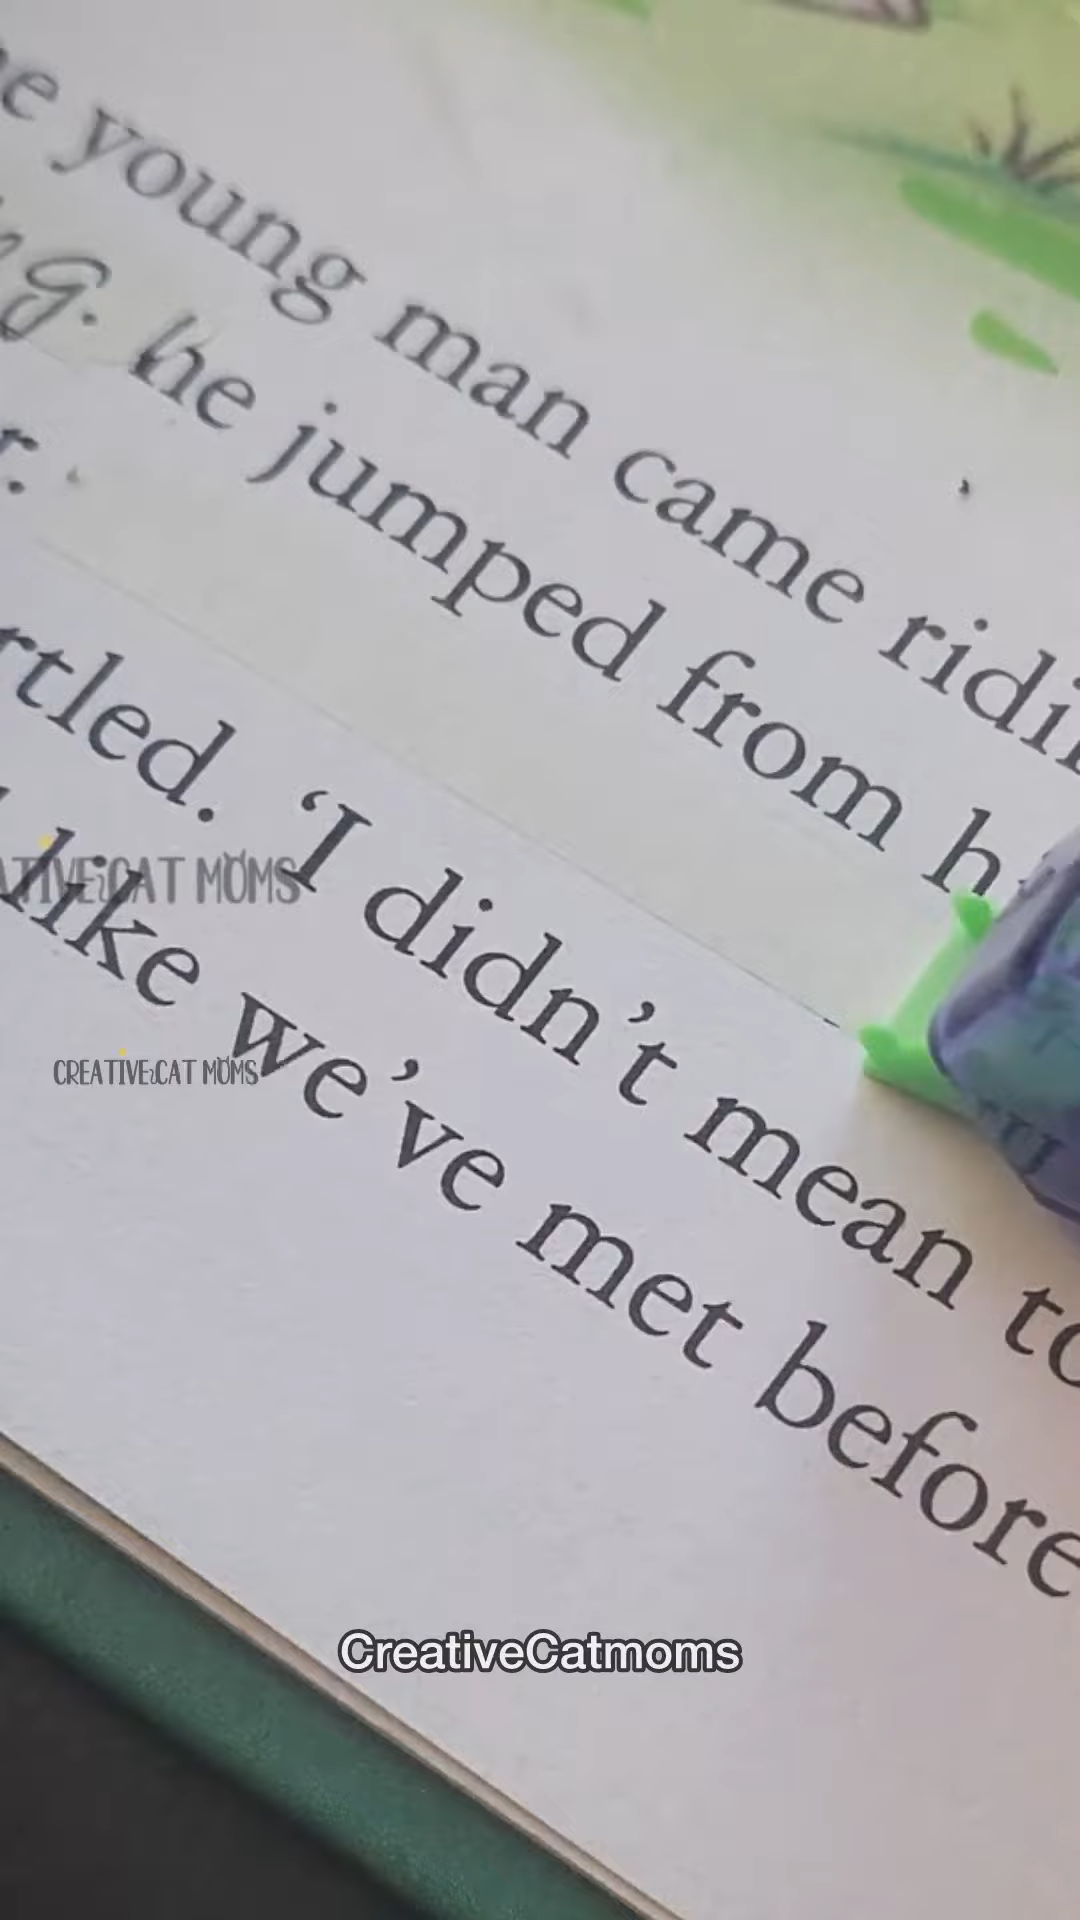 e young man came ridi
g. he jumped from h
r.
rtled. ‘I didn’t mean to
like we’ve met before
CREATIVE CAT MOMS
CREATIVE CAT MOMS
CreativeCatmoms